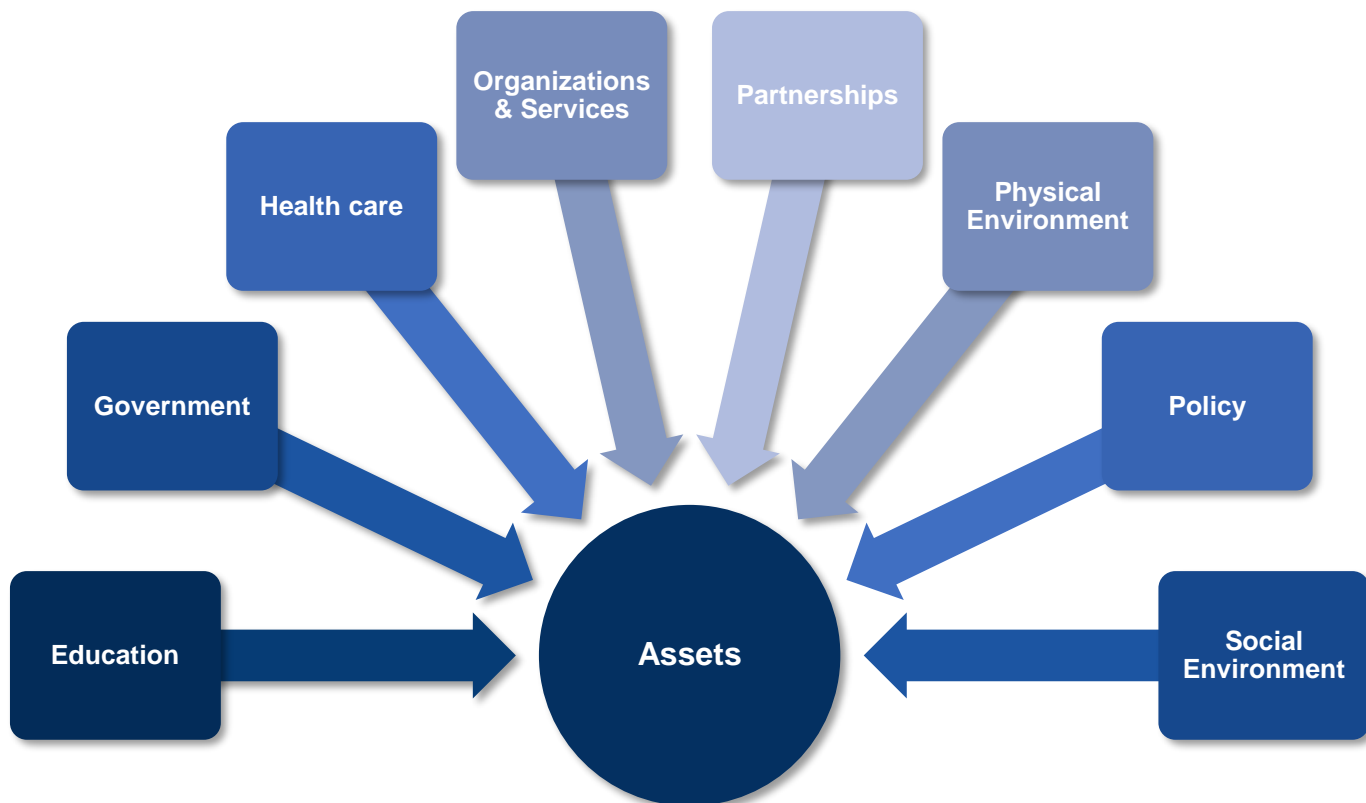 Organizations
& Services
Partnerships
Health care
Physical
Environment
Government
Policy
Education
Assets
Social
Environment